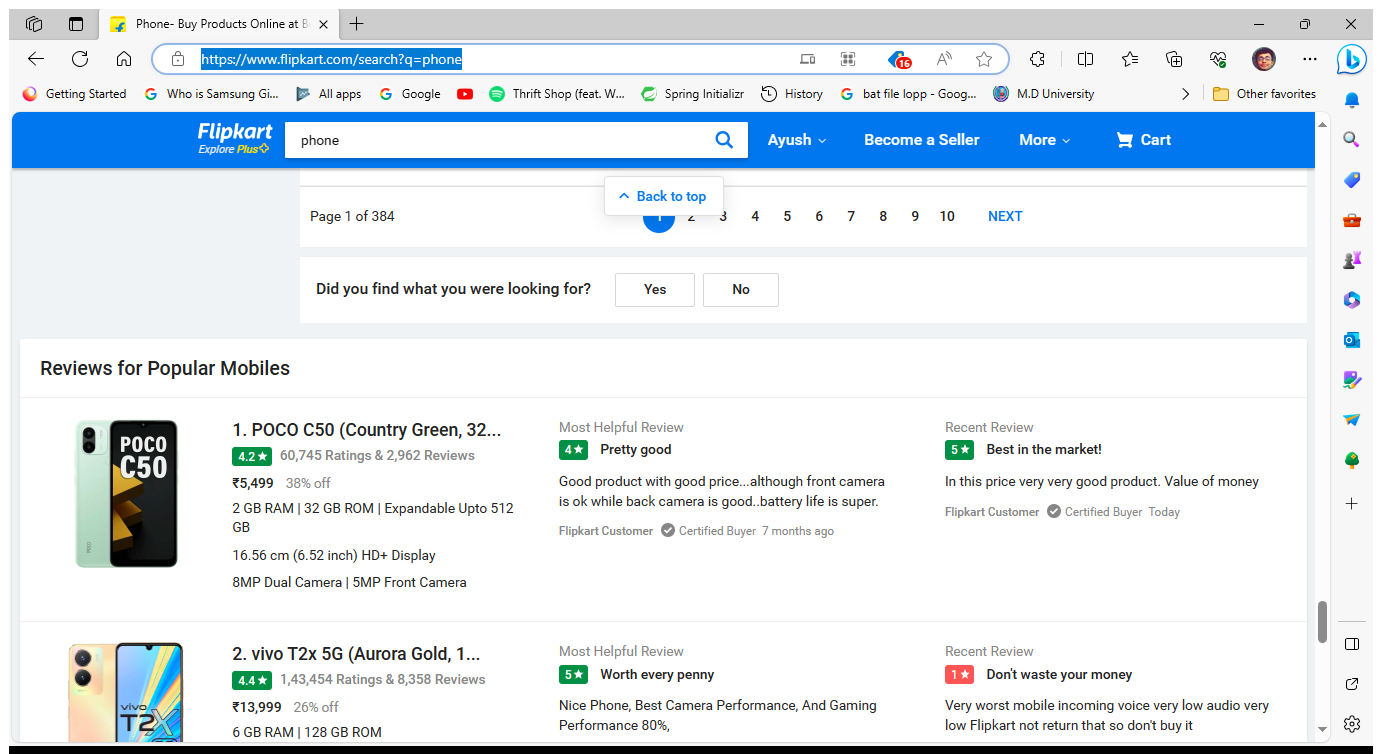 Phone- Buy Products Online at B
https://www.flipkart.com/search?q=phone
16
Getting Started
Who is Samsung Gi...
All apps
Google
Thrift Shop (feat. W...
Spring Initializr
History
bat file lopp - Goog...
M.D University
Other favorites
Flipkart
Explore Plus
phone
Ayush
Become a Seller
More
Cart
Back to top
Page 1 of 384
1 2 3 4 5 6 7 8 9 10 NEXT
Did you find what you were looking for?
Yes
No
Reviews for Popular Mobiles
POCO
C50
POCO
1. POCO C50 (Country Green, 32...
4.2★ 60,745 Ratings & 2,962 Reviews
₹5,499 38% off
2 GB RAM | 32 GB ROM | Expandable Upto 512
GB
16.56 cm (6.52 inch) HD+ Display
8MP Dual Camera | 5MP Front Camera
Most Helpful Review
4★ Pretty good
Good product with good price...although front camera
is ok while back camera is good..battery life is super.
Flipkart Customer Certified Buyer 7 months ago
Recent Review
5★ Best in the market!
In this price very very good product. Value of money
Flipkart Customer Certified Buyer Today
vivo
T2X
2. vivo T2x 5G (Aurora Gold, 1...
4.4★ 1,43,454 Ratings & 8,358 Reviews
₹13,999 26% off
6 GB RAM | 128 GB ROM
Most Helpful Review
5★ Worth every penny
Nice Phone, Best Camera Performance, And Gaming
Performance 80%,
Recent Review
1★ Don't waste your money
Very worst mobile incoming voice very low audio very
low Flipkart not return that so don't buy it